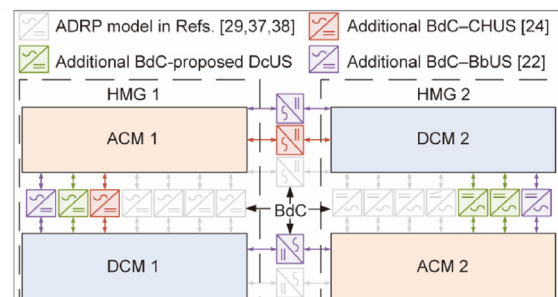 ADRP model in Refs. [29,37,38] Additional BdC–CHUS [24]
Additional BdC-proposed DcUS Additional BdC–BbUS [22]
HMG 1 HMG 2
ACM 1 DCM 2
BdC
DCM 1 ACM 2